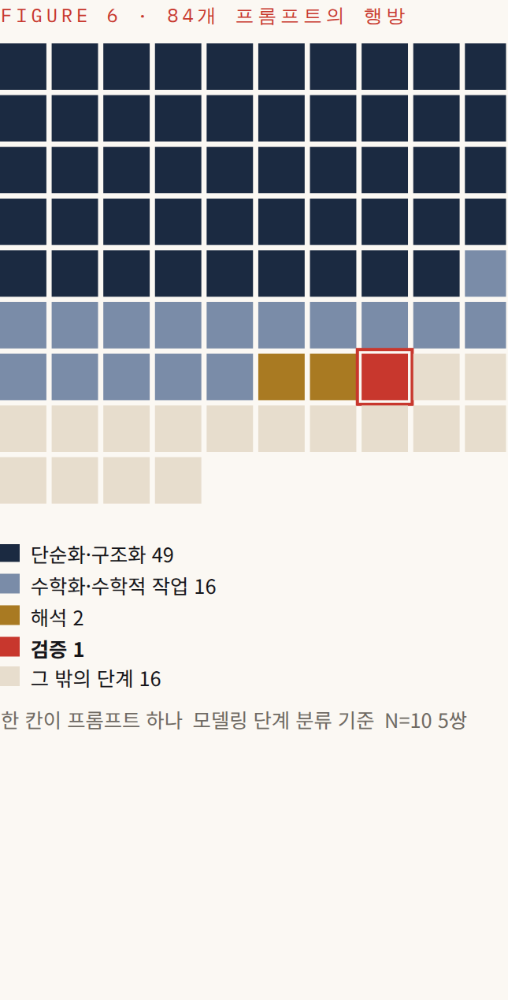 FIGURE 6 · 84개 프롬프트의 행방
단순화·구조화 49
수학화·수학적 작업 16
해석 2
검증 1
그 밖의 단계 16
한 칸이 프롬프트 하나 모델링 단계 분류 기준 N=10 5쌍